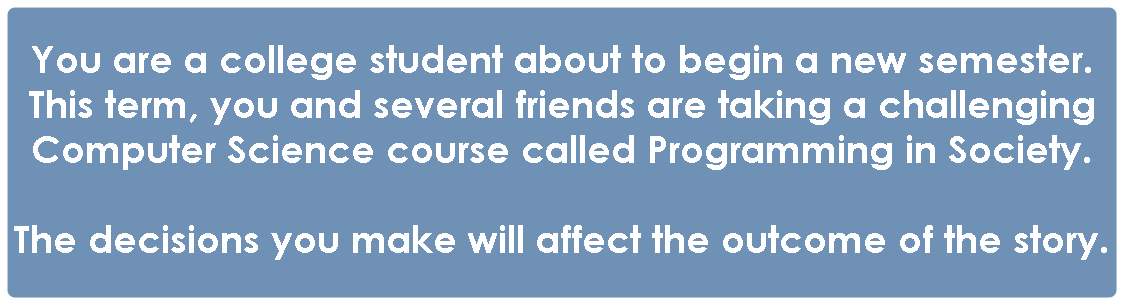 You are a college student about to begin a new semester.
This term, you and several friends are taking a challenging
Computer Science course called Programming in Society.
The decisions you make will affect the outcome of the story.